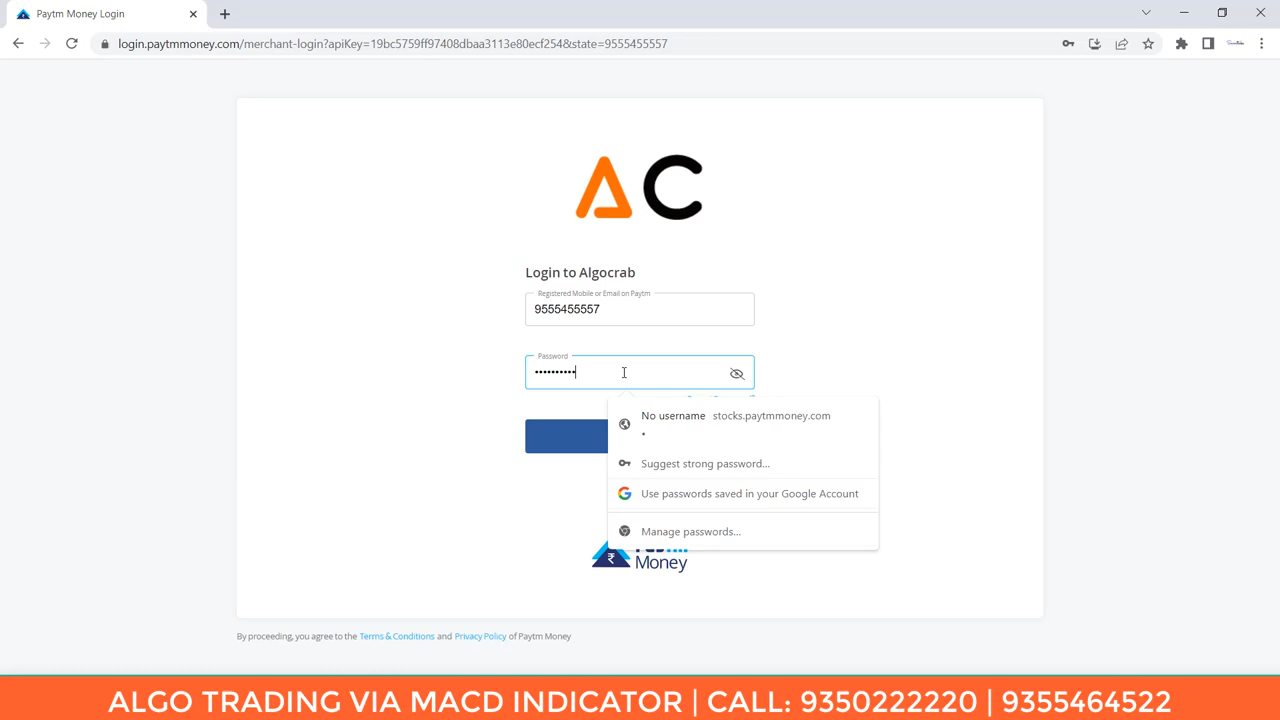 Paytm Money Login
login.paytmmoney.com/merchant-login?apiKey=19bc5759ff97408dbaa3113e80ecf254&state=9555455557
AC
Login to Algocrab
Registered Mobile or Email on Paytm
9555455557
Password
••••••••••
No username stocks.paytmmoney.com
•
Suggest strong password...
Use passwords saved in your Google Account
Manage passwords...
Money
By proceeding, you agree to the Terms & Conditions and Privacy Policy of Paytm Money
ALGO TRADING VIA MACD INDICATOR | CALL: 9350222220 | 9355464522